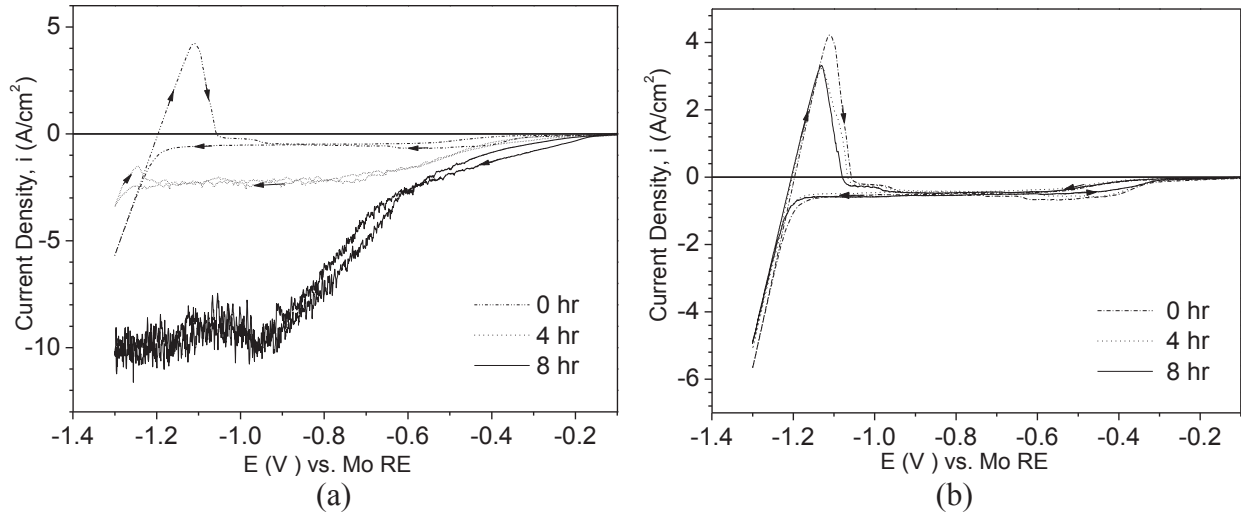 5
0
-5
-10
Current Density, i (A/cm²)
0 hr
4 hr
8 hr
-1.4 -1.2 -1.0 -0.8 -0.6 -0.4 -0.2
E (V ) vs. Mo RE
(a)
4
2
0
-2
-4
-6
Current Density, i (A/cm²)
0 hr
4 hr
8 hr
-1.4 -1.2 -1.0 -0.8 -0.6 -0.4 -0.2
E (V ) vs. Mo RE
(b)